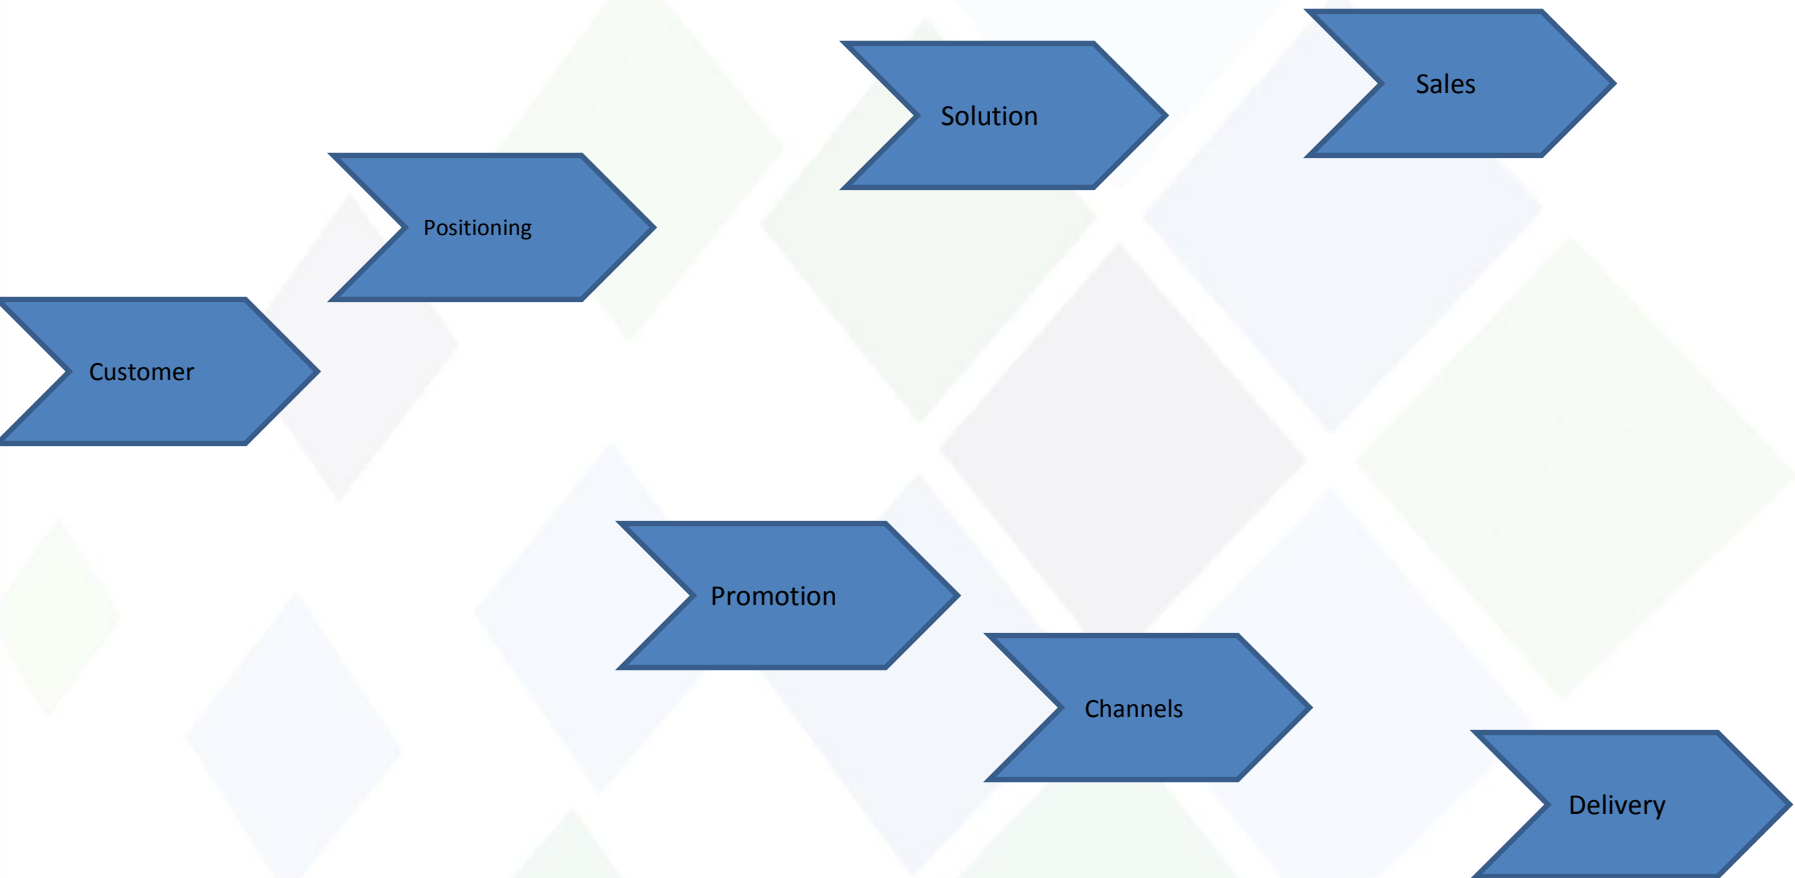 Sales
Solution
Positioning
Customer
Promotion
Channels
Delivery